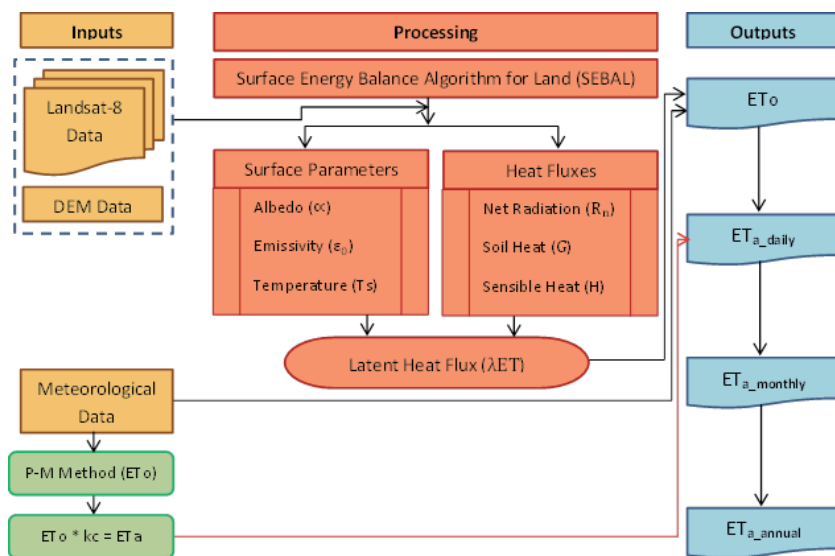 Inputs
Processing
Outputs
Surface Energy Balance Algorithm for Land (SEBAL)
Landsat-8
Data
DEM Data
Surface Parameters
Albedo (∝)
Emissivity (ε₀)
Temperature (Ts)
Heat Fluxes
Net Radiation (Rₙ)
Soil Heat (G)
Sensible Heat (H)
Latent Heat Flux (λET)
Meteorological
Data
P-M Method (ETo)
ETo * kc = ETa
ETo
ETa_daily
ETa_monthly
ETa_annual